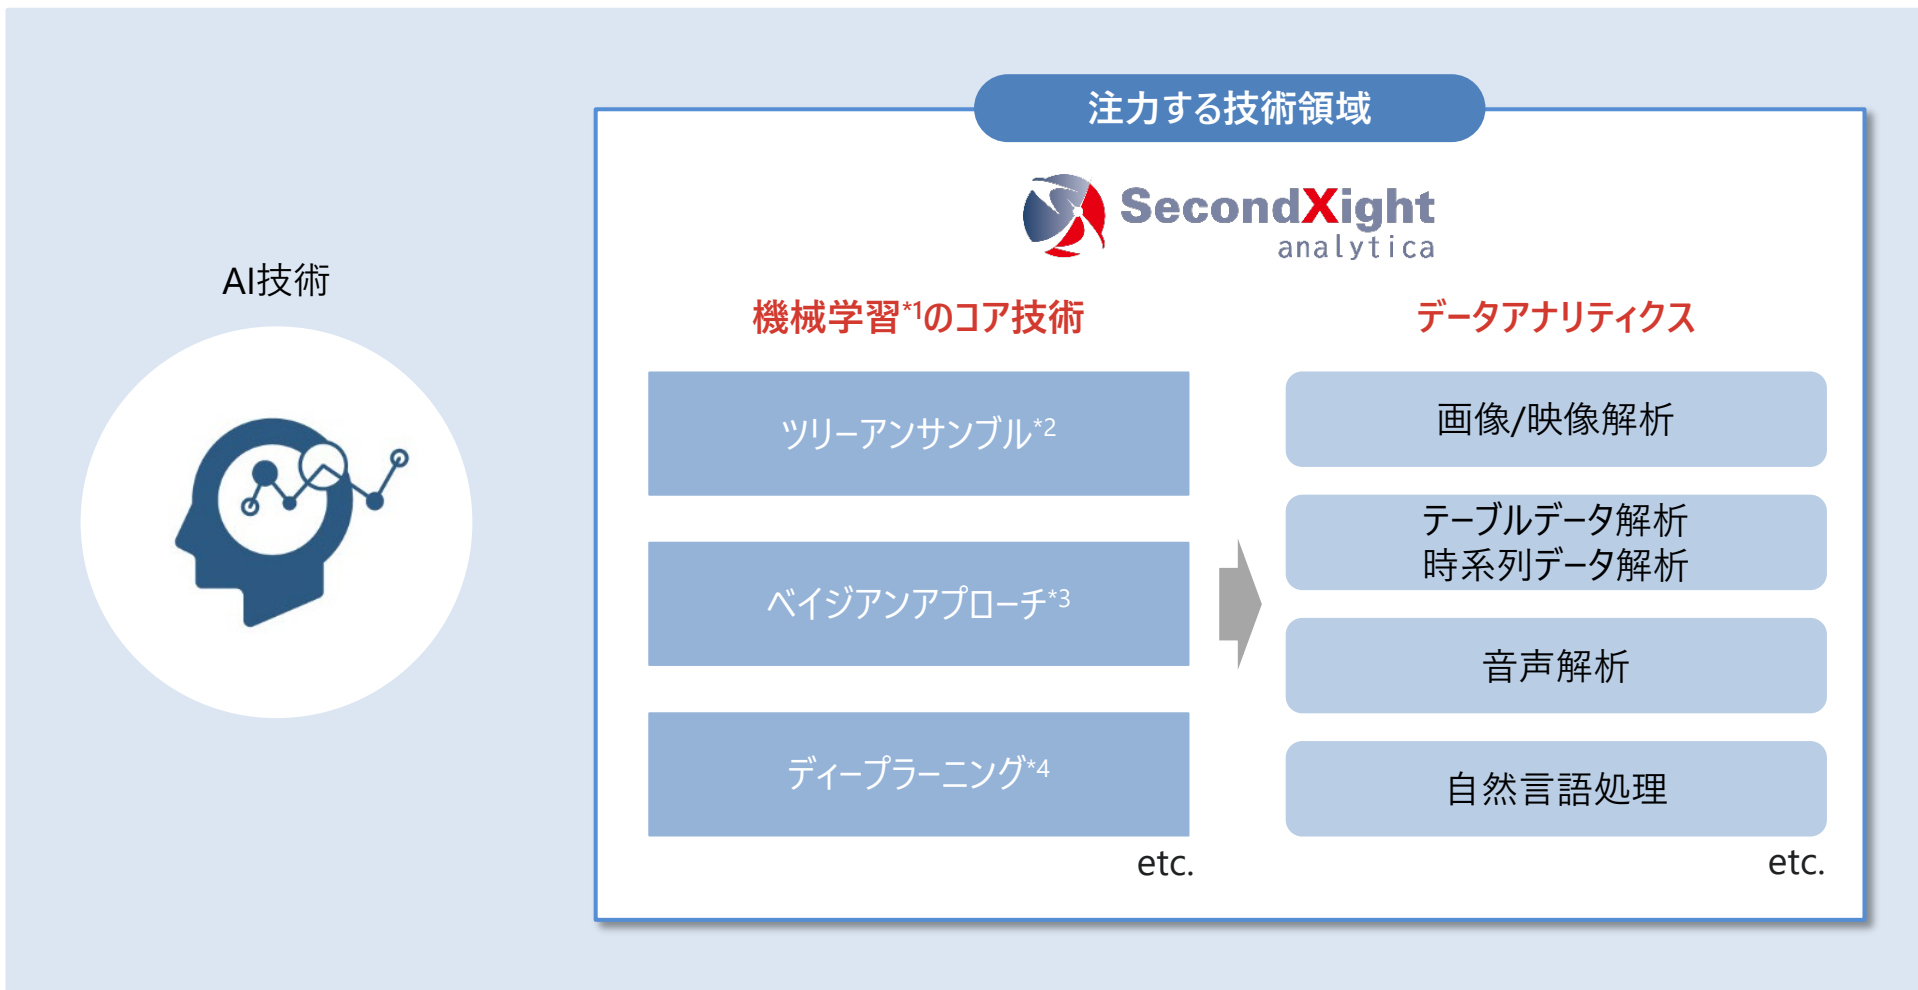 注力する技術領域
SecondXight
analytica
AI技術
機械学習*1のコア技術
ツリーアンサンブル*2
ベイジアンアプローチ*3
ディープラーニング*4
etc.
データアナリティクス
画像/映像解析
テーブルデータ解析
時系列データ解析
音声解析
自然言語処理
etc.